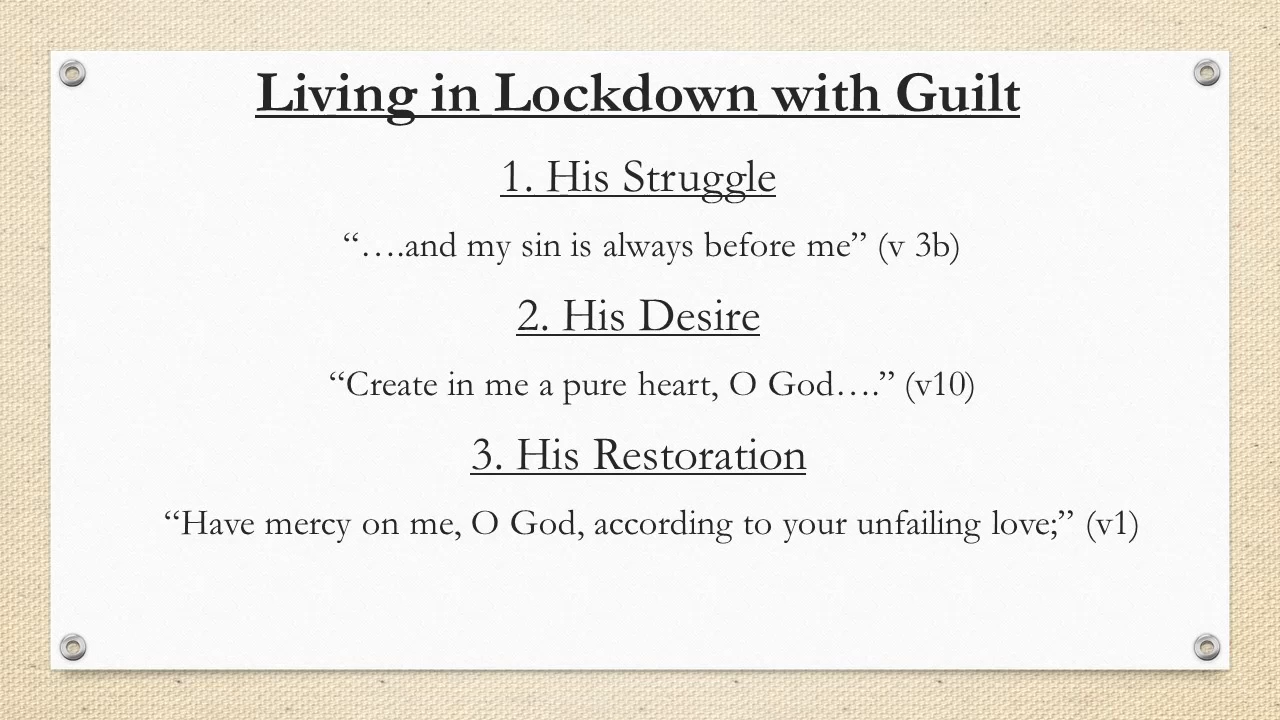 Living in Lockdown with Guilt
1. His Struggle
“….and my sin is always before me” (v 3b)
2. His Desire
“Create in me a pure heart, O God….” (v10)
3. His Restoration
“Have mercy on me, O God, according to your unfailing love;” (v1)